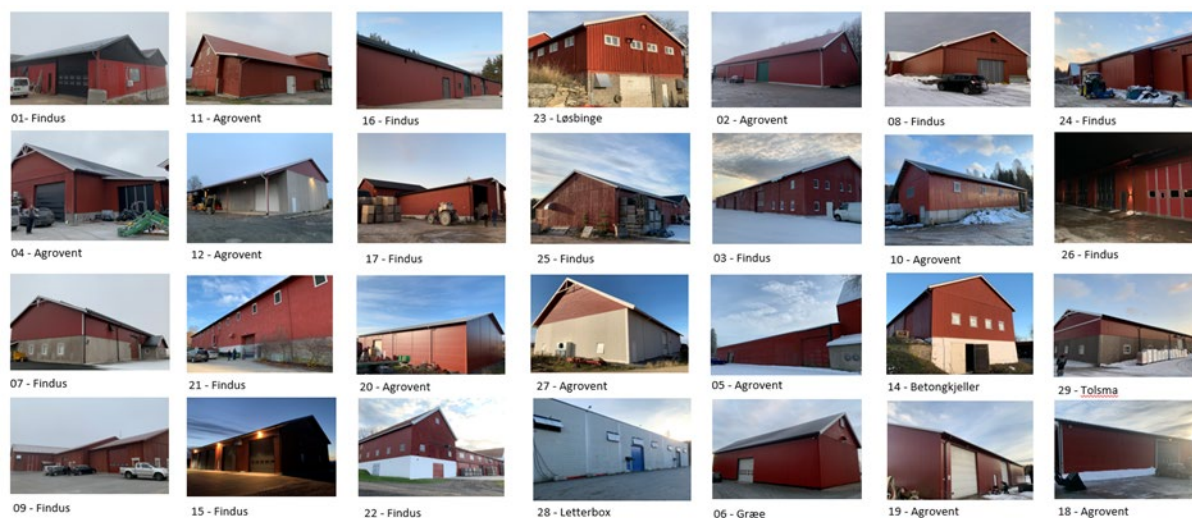 01- Findus
11 - Agrovent
16 - Findus
23 - Løsbinge
02 - Agrovent
08 - Findus
24 - Findus
04 - Agrovent
12 - Agrovent
17 - Findus
25 - Findus
03 - Findus
10 - Agrovent
26 - Findus
07 - Findus
21 - Findus
20 - Agrovent
27 - Agrovent
05 - Agrovent
14 - Betongkjeller
29 - Tolsma
09 - Findus
15 - Findus
22 - Findus
28 - Letterbox
06 - Græe
19 - Agrovent
18 - Agrovent